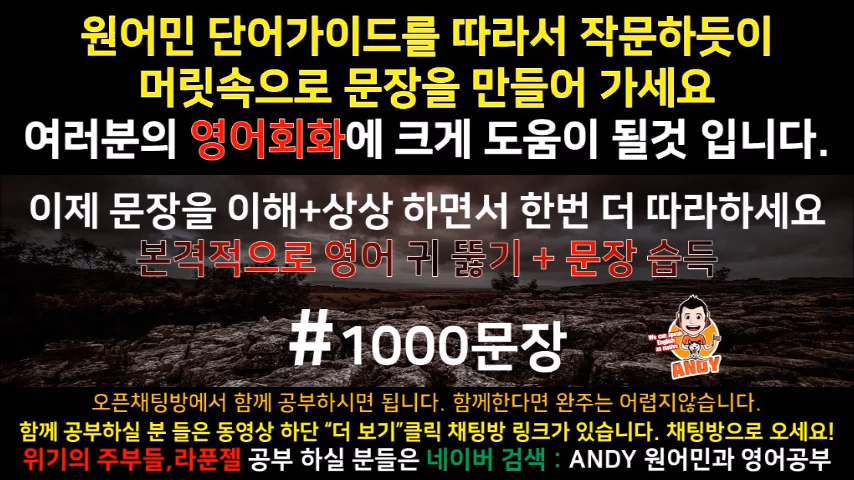 원어민 단어가이드를 따라서 작문하듯이
머릿속으로 문장을 만들어 가세요
여러분의 영어회화에 크게 도움이 될것 입니다.
이제 문장을 이해+상상 하면서 한번 더 따라하세요
본격적으로 영어 귀 뚫기 + 문장 습득
#1000문장
We can speak
English
as native
ANDY
오픈채팅방에서 함께 공부하시면 됩니다. 함께한다면 완주는 어렵지않습니다.
함께 공부하실 분 들은 동영상 하단 “더 보기”클릭 채팅방 링크가 있습니다. 채팅방으로 오세요!
위기의 주부들,라푼젤 공부 하실 분들은 네이버 검색 : ANDY 원어민과 영어공부